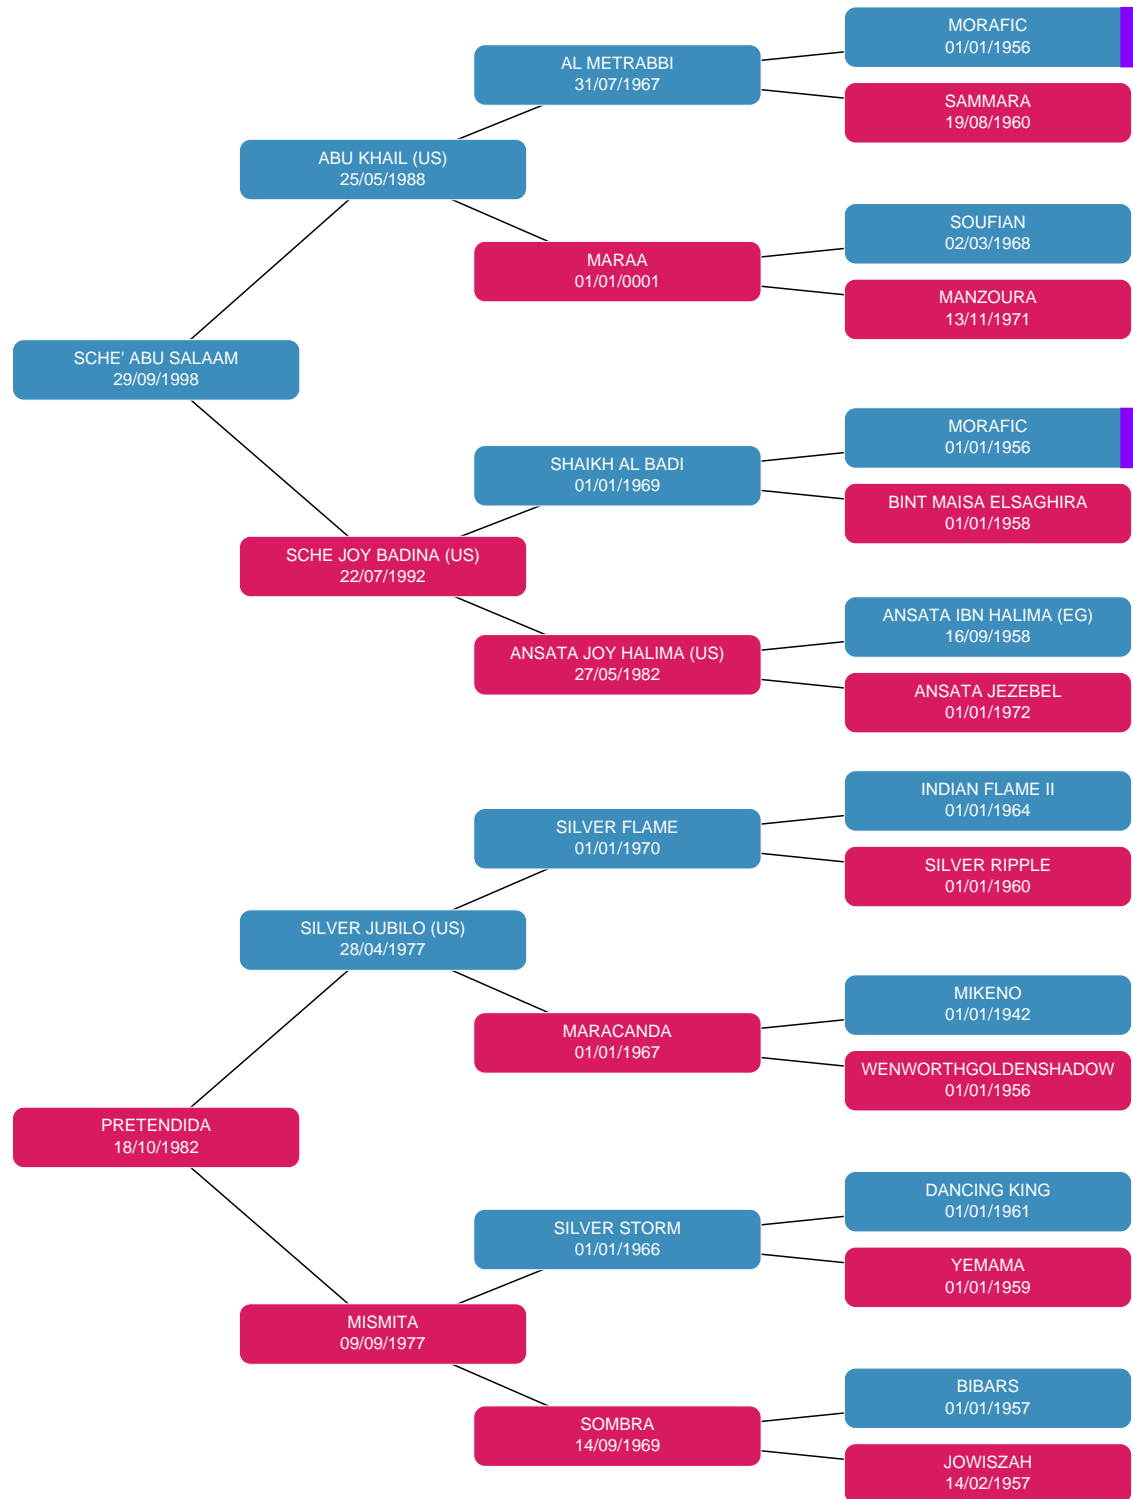 MORAFIC
01/01/1956
AL METRABBI
31/07/1967
SAMMARA
19/08/1960
ABU KHAIL (US)
25/05/1988
SOUFIAN
02/03/1968
MARAA
01/01/0001
MANZOURA
13/11/1971
SCHE' ABU SALAAM
29/09/1998
MORAFIC
01/01/1956
SHAIKH AL BADI
01/01/1969
BINT MAISA ELSAGHIRA
01/01/1958
SCHE JOY BADINA (US)
22/07/1992
ANSATA IBN HALIMA (EG)
16/09/1958
ANSATA JOY HALIMA (US)
27/05/1982
ANSATA JEZEBEL
01/01/1972
INDIAN FLAME II
01/01/1964
SILVER FLAME
01/01/1970
SILVER RIPPLE
01/01/1960
SILVER JUBILO (US)
28/04/1977
MIKENO
01/01/1942
MARACANDA
01/01/1967
WENWORTHGOLDENSHADOW
01/01/1956
PRETENDIDA
18/10/1982
DANCING KING
01/01/1961
SILVER STORM
01/01/1966
YEMAMA
01/01/1959
MISMITA
09/09/1977
BIBARS
01/01/1957
SOMBRA
14/09/1969
JOWISZAH
14/02/1957